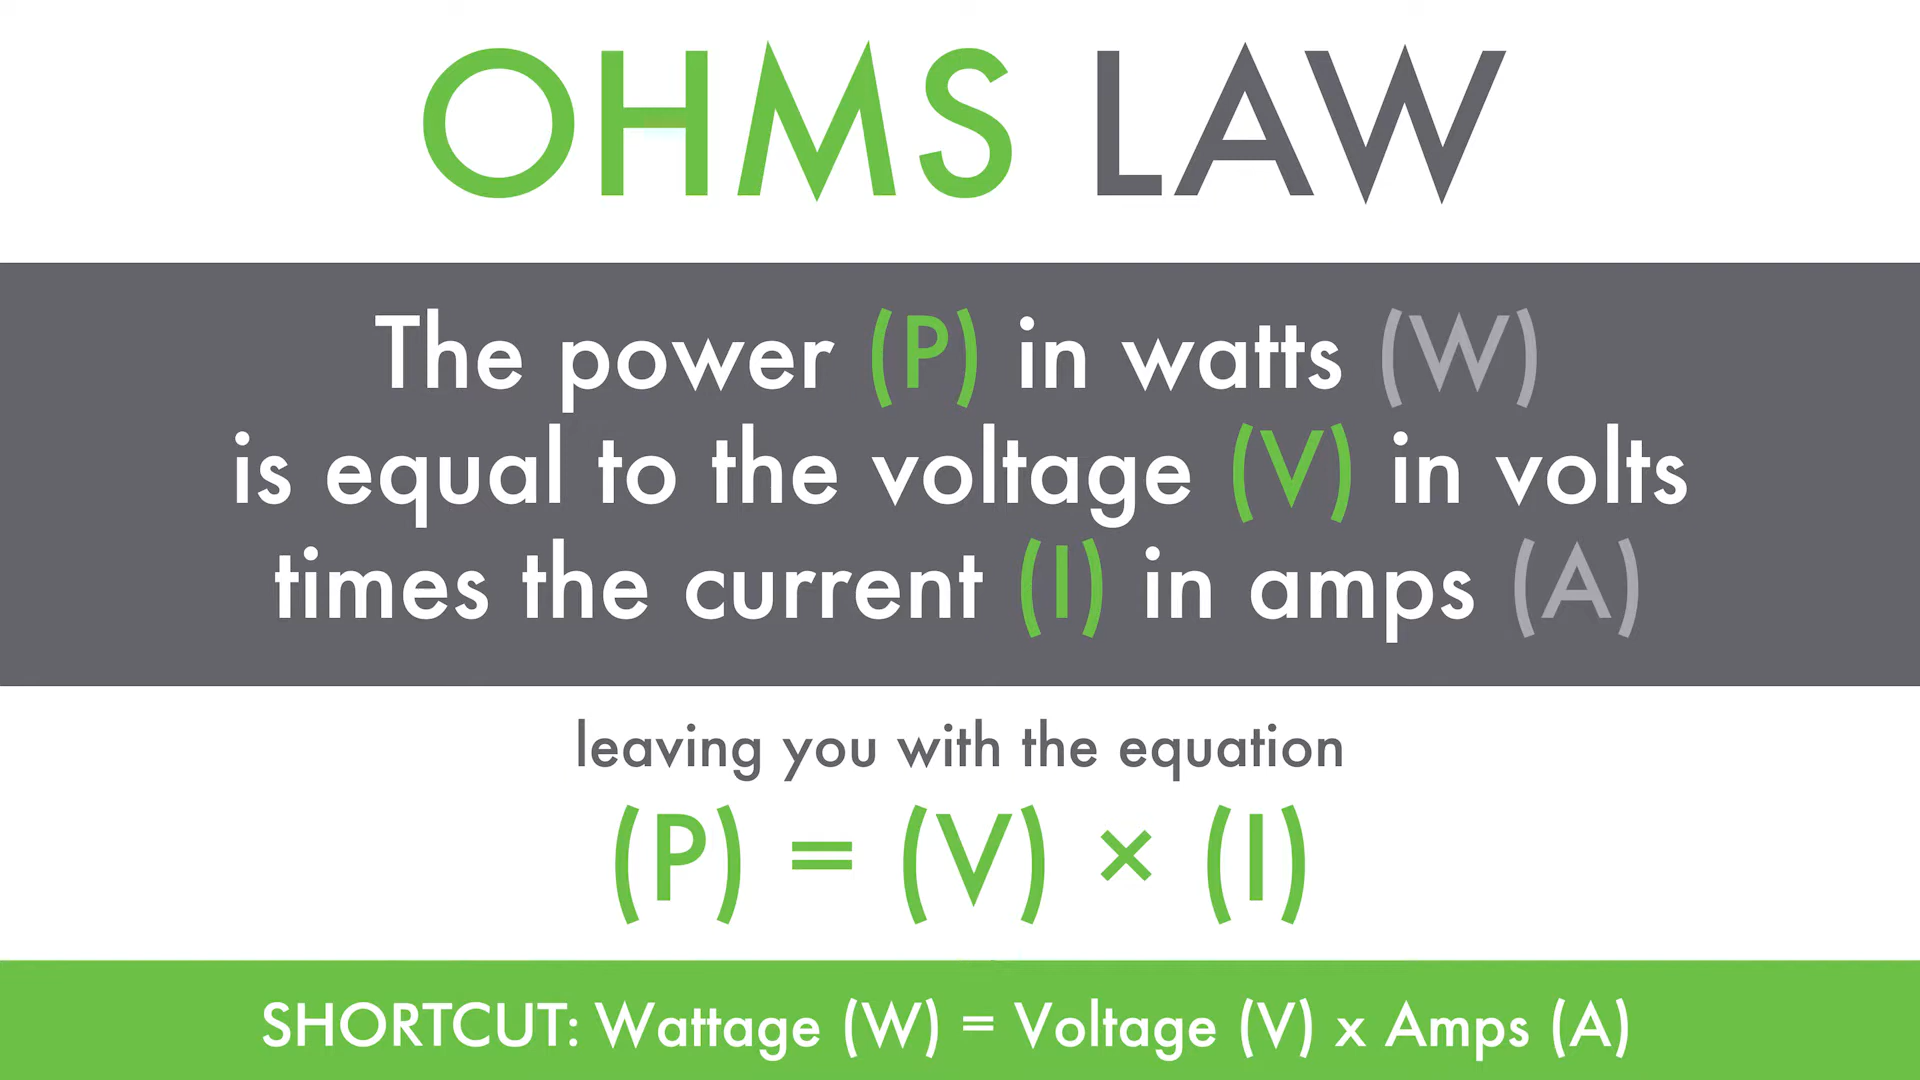 OHMS LAW
The power (P) in watts (W)
is equal to the voltage (V) in volts
times the current (I) in amps (A)
leaving you with the equation
(P) = (V) × (I)
SHORTCUT: Wattage (W) = Voltage (V) x Amps (A)